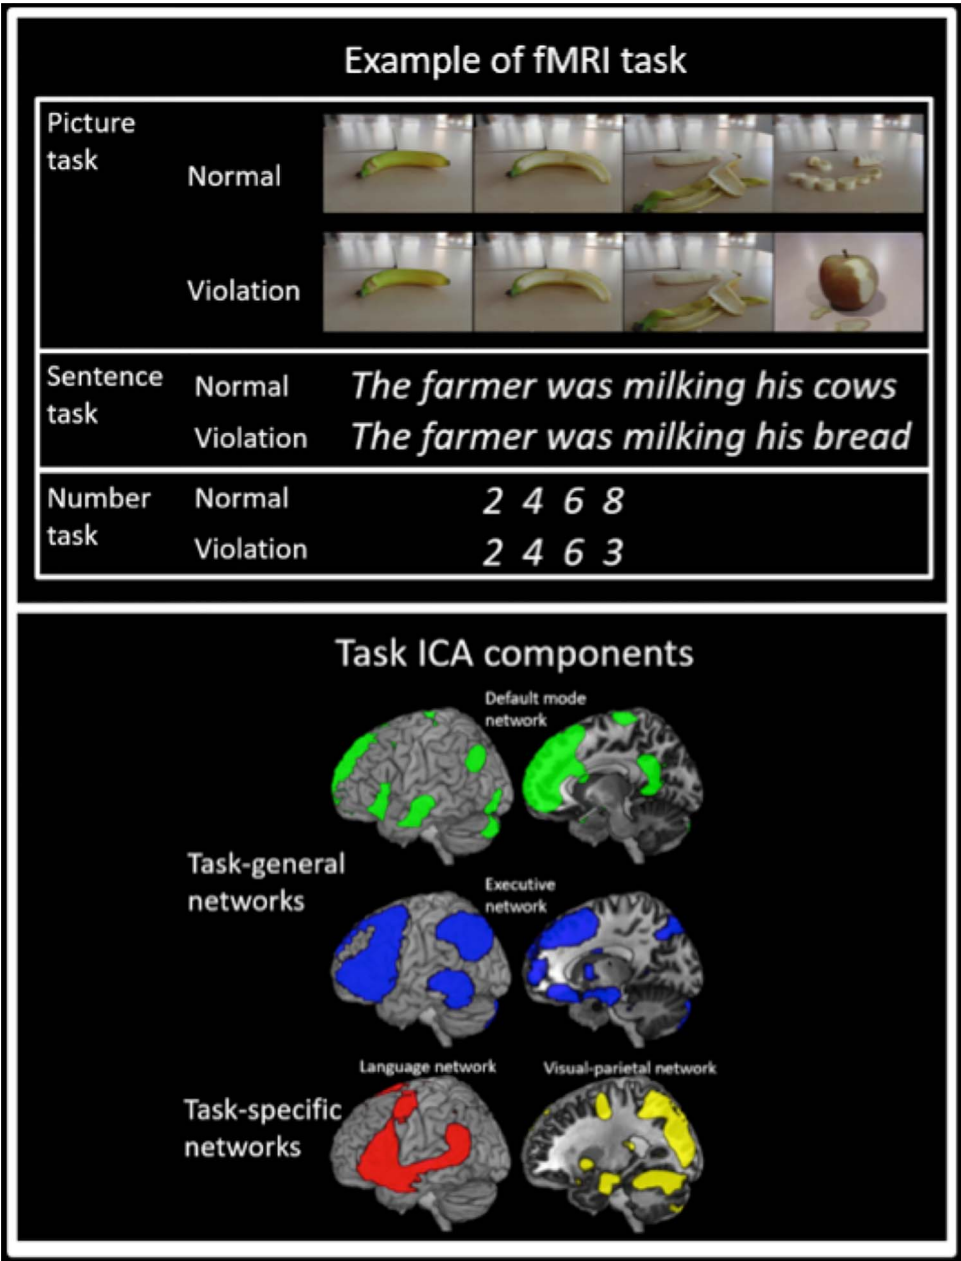 Example of fMRI task
Picture
task
Normal
Violation
Sentence
task
Normal
The farmer was milking his cows
Violation
The farmer was milking his bread
Number
task
Normal
2 4 6 8
Violation
2 4 6 3
Task ICA components
Default mode
network
Task-general
networks
Executive
network
Language network
Visual-parietal network
Task-specific
networks